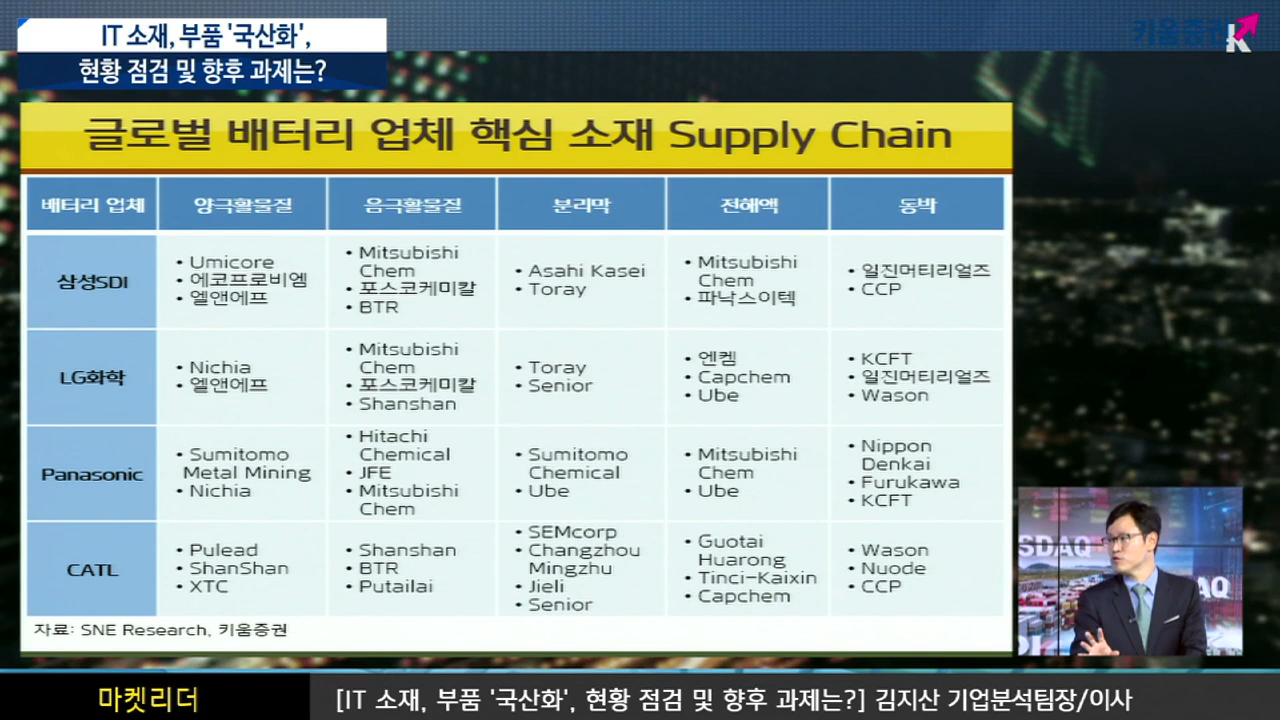 IT 소재, 부품 '국산화',
현황 점검 및 향후 과제는?
키움증권
글로벌 배터리 업체 핵심 소재 Supply Chain
배터리 업체 양극활물질 음극활물질 분리막 전해액 동박
삼성SDI
• Umicore
• 에코프로비엠
• 엘앤에프
• Mitsubishi
Chem
• 포스코케미칼
• BTR
• Asahi Kasei
• Toray
• Mitsubishi
Chem
• 파낙스이텍
• 일진머티리얼즈
• CCP
LG화학
• Nichia
• 엘앤에프
• Mitsubishi
Chem
• 포스코케미칼
• Shanshan
• Toray
• Senior
• 엔켐
• Capchem
• Ube
• KCFT
• 일진머티리얼즈
• Wason
Panasonic
• Sumitomo
Metal Mining
• Nichia
• Hitachi
Chemical
• JFE
• Mitsubishi
Chem
• Sumitomo
Chemical
• Ube
• Mitsubishi
Chem
• Ube
• Nippon
Denkai
• Furukawa
• KCFT
CATL
• Pulead
• ShanShan
• XTC
• Shanshan
• BTR
• Putailai
• SEMcorp
• Changzhou
Mingzhu
• Jieli
• Senior
• Guotai
Huarong
• Tinci-Kaixin
• Capchem
• Wason
• Nuode
• CCP
자료: SNE Research, 키움증권
SDAQ
AQ
마켓리더
[IT 소재, 부품 '국산화', 현황 점검 및 향후 과제는?] 김지산 기업분석팀장/이사